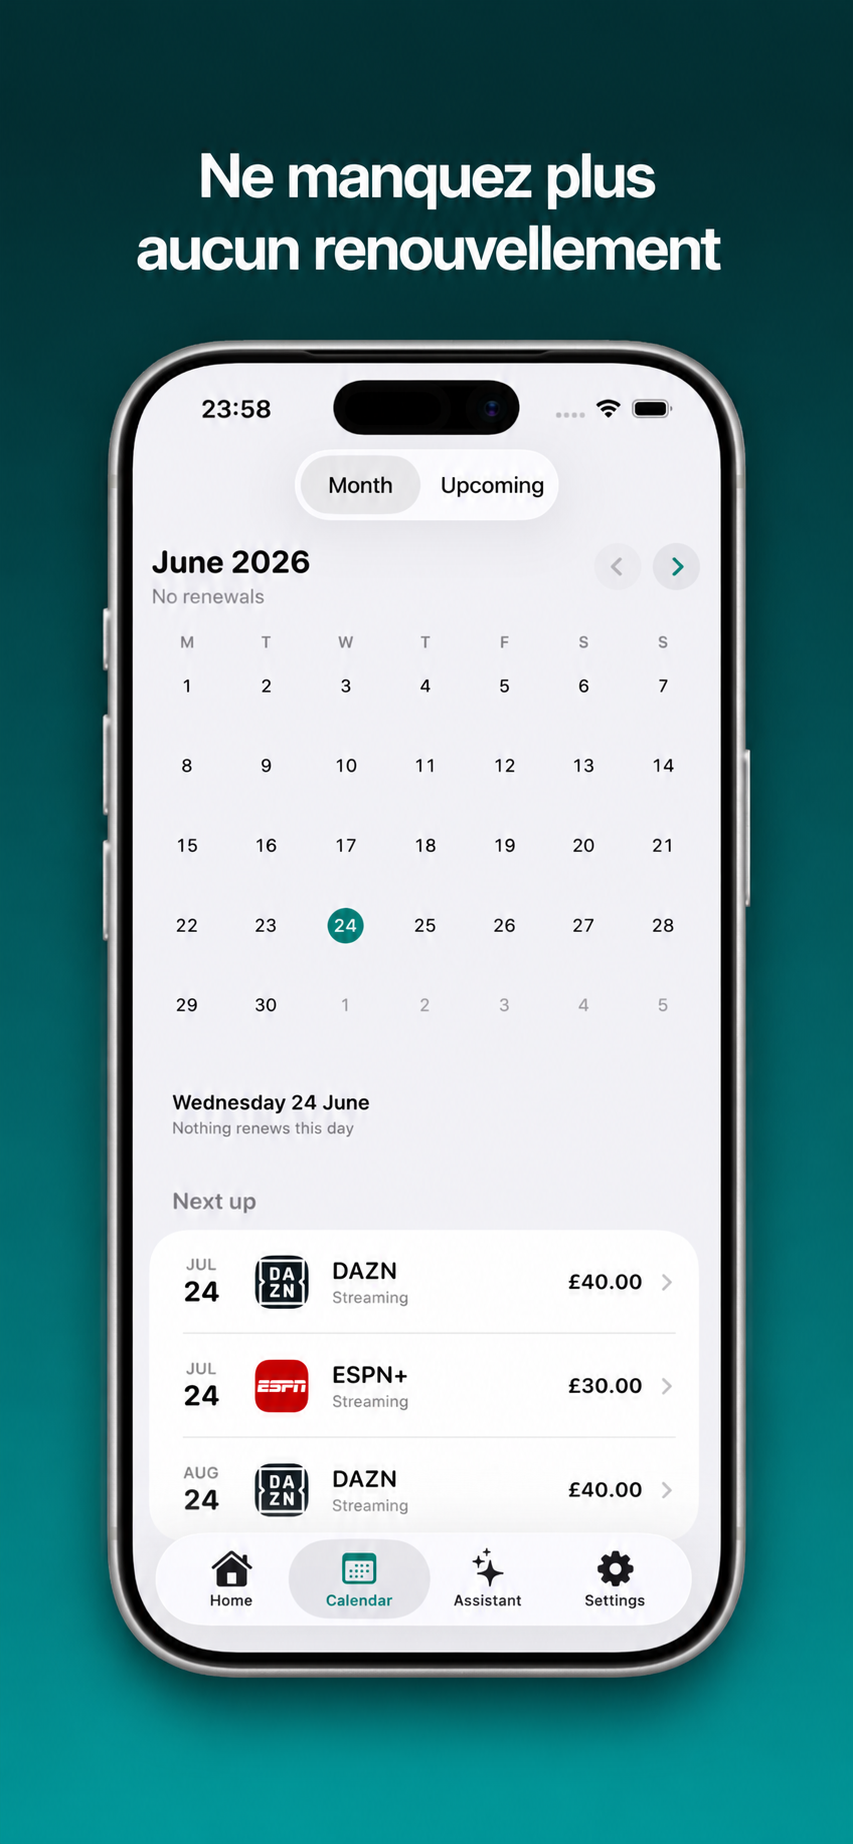 Ne manquez plus
aucun renouvellement
23:58
Month Upcoming
June 2026
No renewals
M T W T F S S
1 2 3 4 5 6 7
8 9 10 11 12 13 14
15 16 17 18 19 20 21
22 23 24 25 26 27 28
29 30 1 2 3 4 5
Wednesday 24 June
Nothing renews this day
Next up
JUL
24
DA
ZN
DAZN
Streaming
£40.00
JUL
24
ESPN
ESPN+
Streaming
£30.00
AUG
24
DA
ZN
DAZN
Streaming
£40.00
Home Calendar Assistant Settings